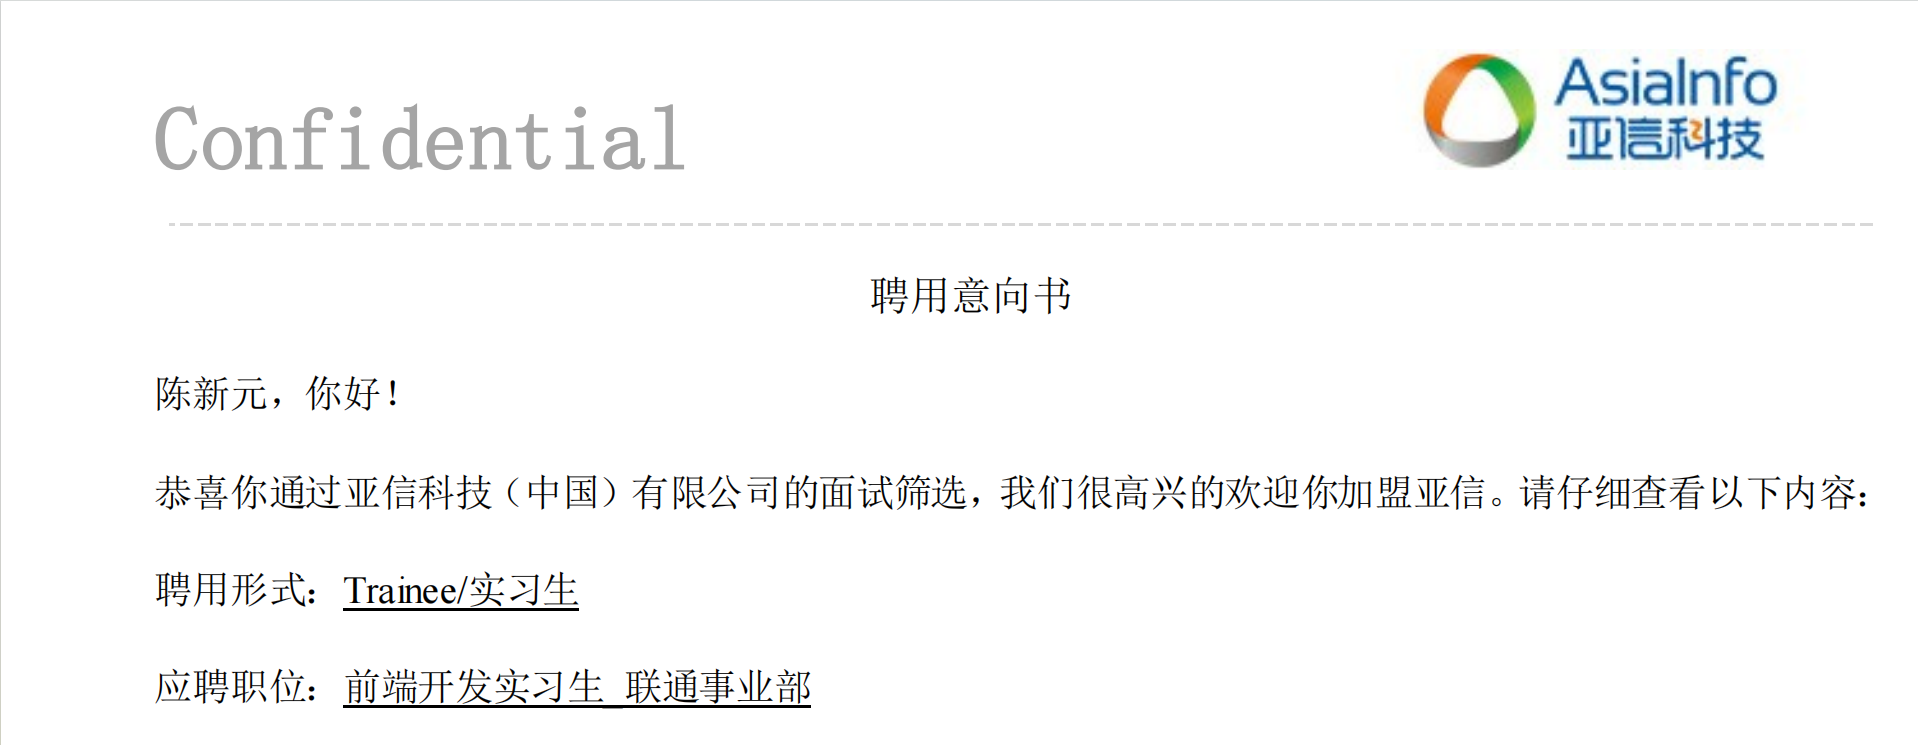 Confidential
AsiaInfo
亚信科技
聘用意向书
陈新元，你好！
恭喜你通过亚信科技（中国）有限公司的面试筛选，我们很高兴的欢迎你加盟亚信。请仔细查看以下内容：
聘用形式：Trainee/实习生
应聘职位：前端开发实习生_联通事业部